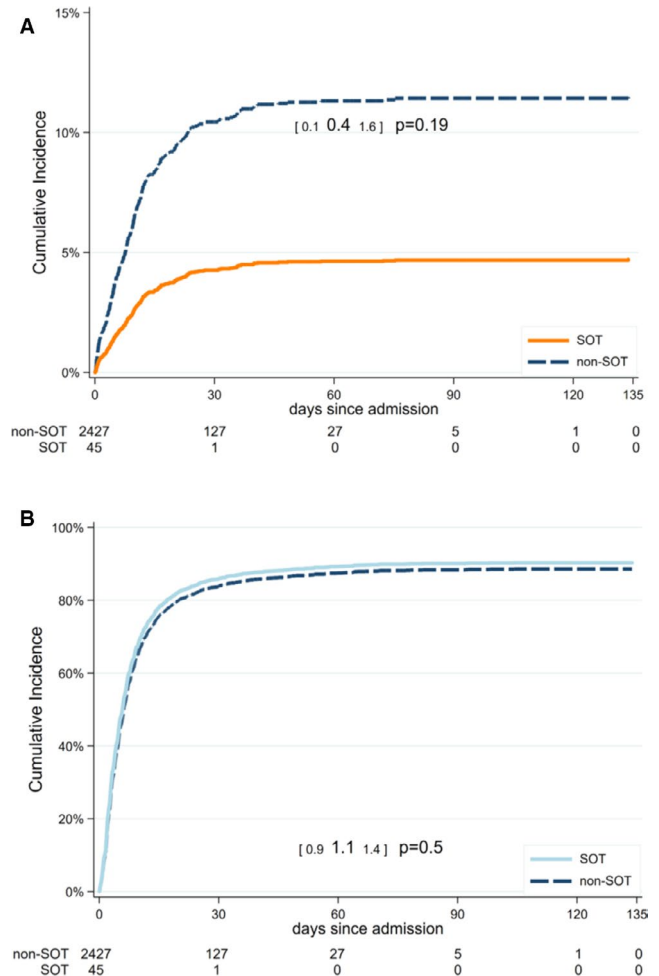 A
15%
10%
5%
0%
Cumulative Incidence
[ 0.1 0.4 1.6 ] p=0.19
SOT
non-SOT
0 30 60 90 120 135
days since admission
non-SOT 2427 127 27 5 1 0
SOT 45 1 0 0 0 0
B
100%
80%
60%
40%
20%
0%
Cumulative Incidence
[ 0.9 1.1 1.4 ] p=0.5
SOT
non-SOT
0 30 60 90 120 135
days since admission
non-SOT 2427 127 27 5 1 0
SOT 45 1 0 0 0 0